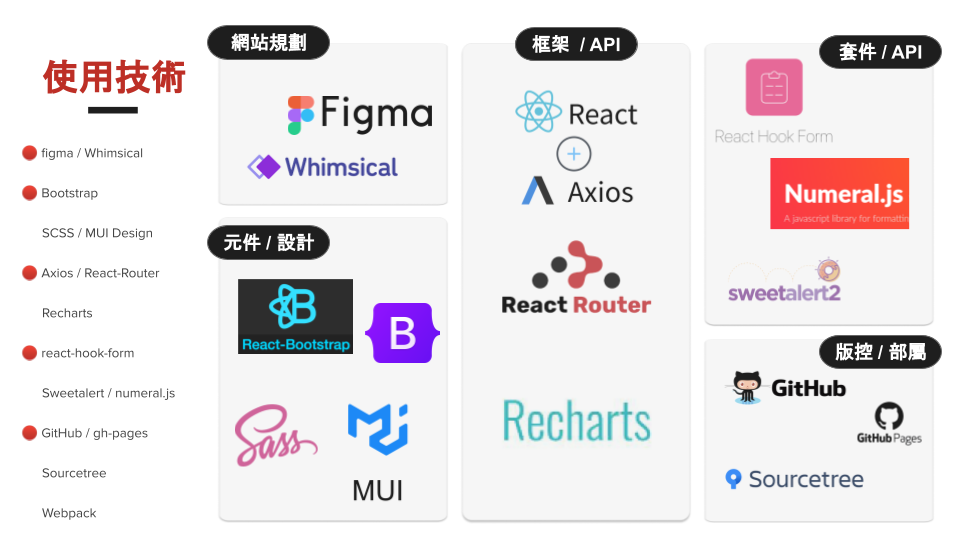 使用技術
figma / Whimsical
Bootstrap
SCSS / MUI Design
Axios / React-Router
Recharts
react-hook-form
Sweetalert / numeral.js
GitHub / gh-pages
Sourcetree
Webpack
網站規劃
Figma
Whimsical
元件 / 設計
B
React-Bootstrap
B
Sass
MUI
框架 / API
React
Axios
React Router
Recharts
套件 / API
React Hook Form
Numeral.js
A javascript library for formattin
sweetalert2
版控 / 部屬
GitHub
GitHub Pages
Sourcetree